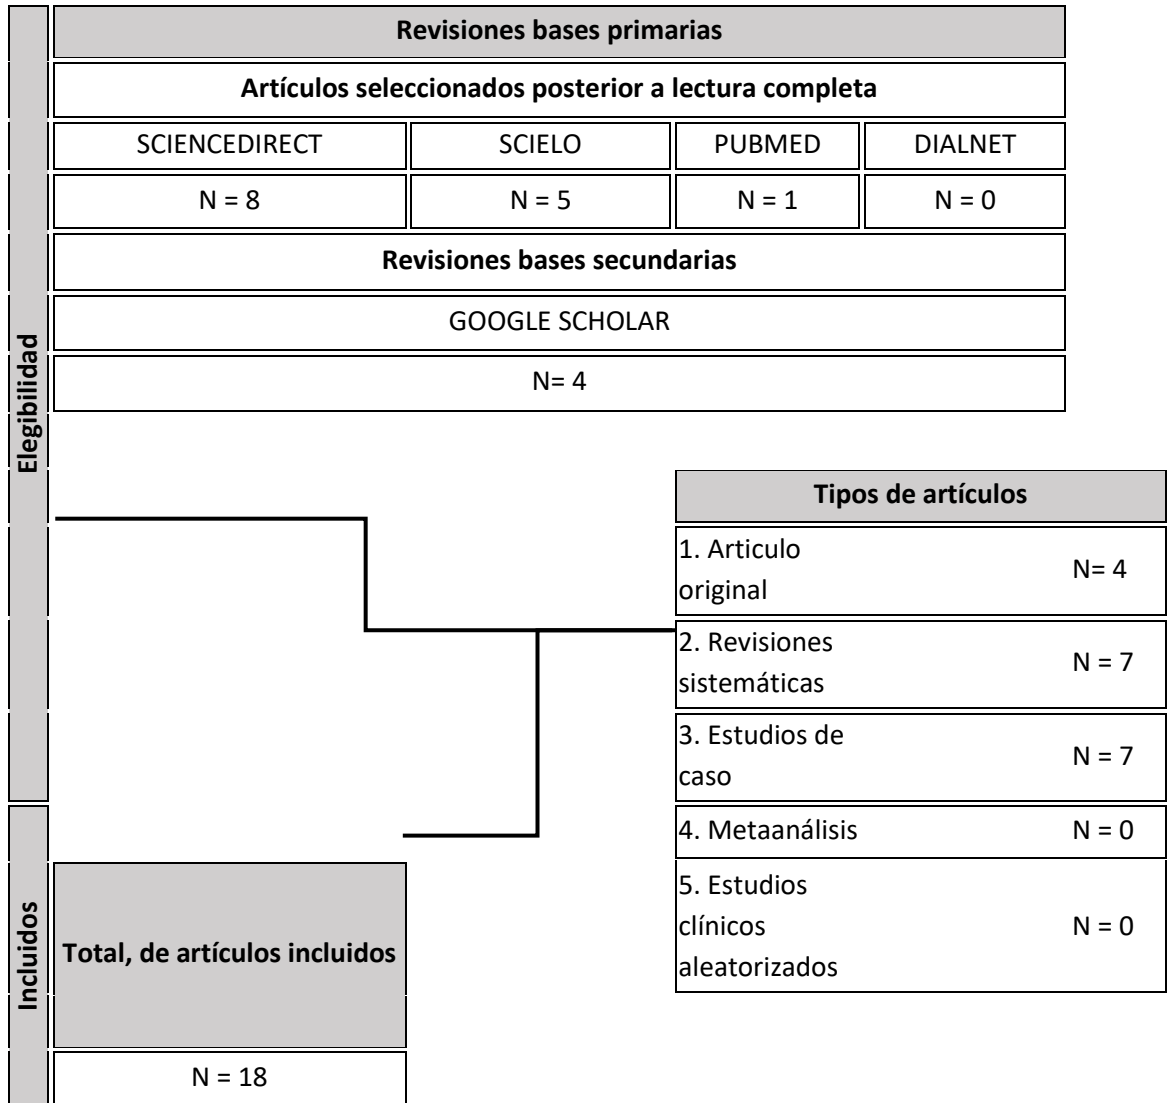 Revisiones bases primarias
Artículos seleccionados posterior a lectura completa
SCIENCEDIRECT SCIELO PUBMED DIALNET
N = 8 N = 5 N = 1 N = 0
Revisiones bases secundarias
GOOGLE SCHOLAR
N= 4
Elegibilidad
Tipos de artículos
1. Articulo
original
N= 4
2. Revisiones
sistemáticas
N = 7
3. Estudios de
caso
N = 7
4. Metaanálisis N = 0
5. Estudios
clínicos
aleatorizados
N = 0
Incluidos
Total, de artículos incluidos
N = 18